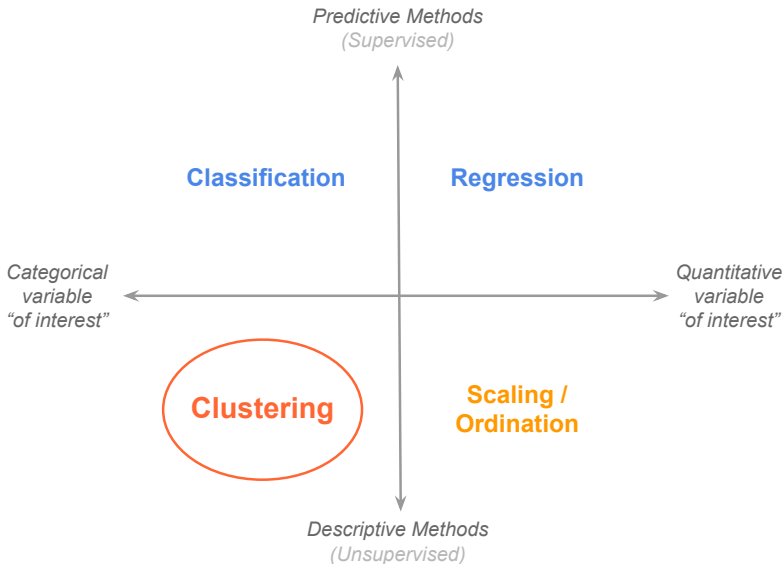 Predictive Methods
(Supervised)
Classification
Regression
Categorical
variable
“of interest”
Quantitative
variable
“of interest”
Clustering
Scaling /
Ordination
Descriptive Methods
(Unsupervised)